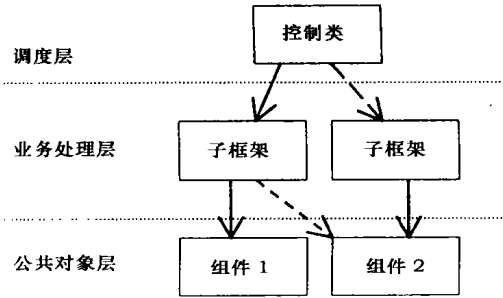 控制类
调度层
业务处理层
子框架
子框架
公共对象层
组件 1
组件 2